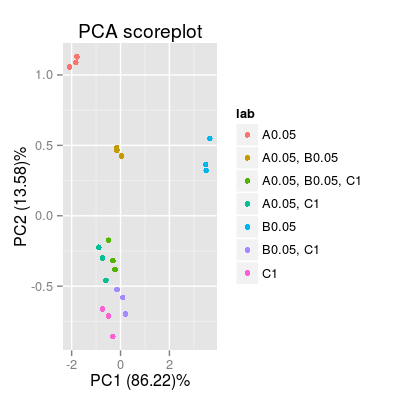 PCA scoreplot
PC2 (13.58)%
1.0
0.5
0.0
-0.5
-2
0
2
PC1 (86.22)%
lab
A0.05
A0.05, B0.05
A0.05, B0.05, C1
A0.05, C1
B0.05
B0.05, C1
C1